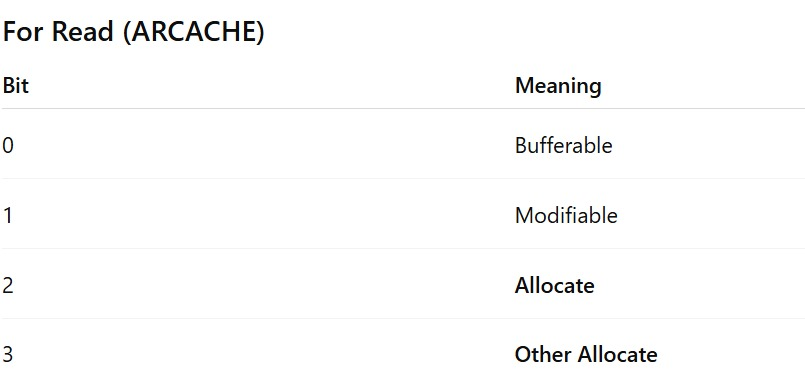 For Read (ARCACHE)
Bit Meaning
0 Bufferable
1 Modifiable
2 Allocate
3 Other Allocate